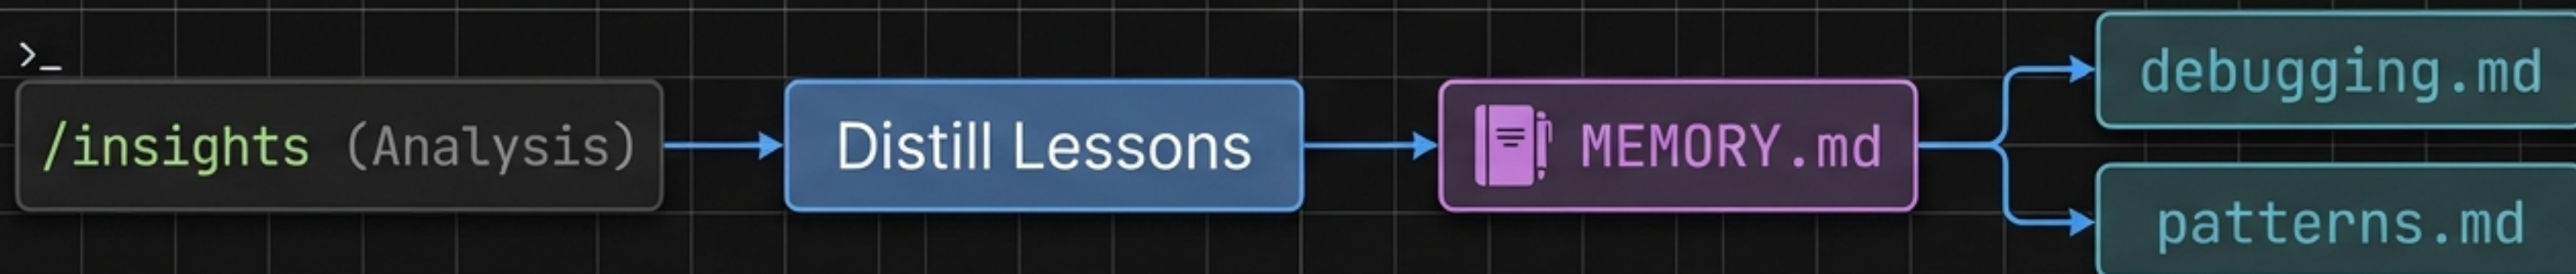 >_
/insights (Analysis)
Distill Lessons
MEMORY.md
debugging.md
patterns.md